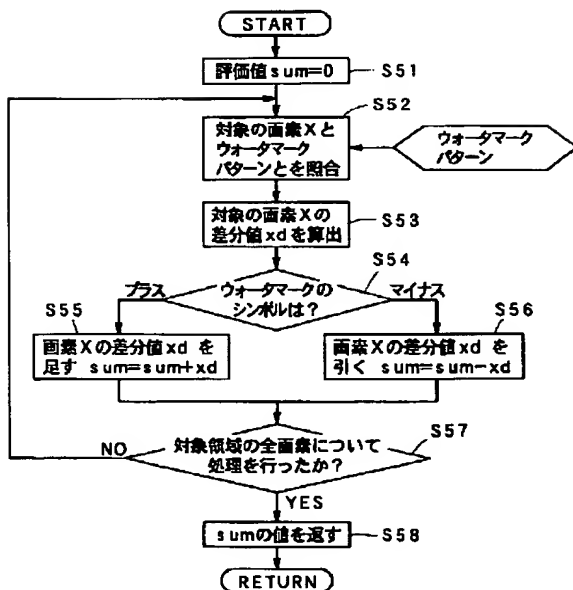 START
評価値sum=0
S51
S52
対象の画素Xと
ウォータマーク
パターンとを照合
ウォータマーク
パターン
対象の画素Xの
差分値xdを算出
S53
S54
ウォータマークの
シンボルは?
プラス
マイナス
S55
画素Xの差分値xd を
足す sum=sum+xd
S56
画素Xの差分値xd を
引く sum=sum-xd
S57
対象領域の全画素について
処理を行ったか?
NO
YES
sumの値を返す
S58
RETURN